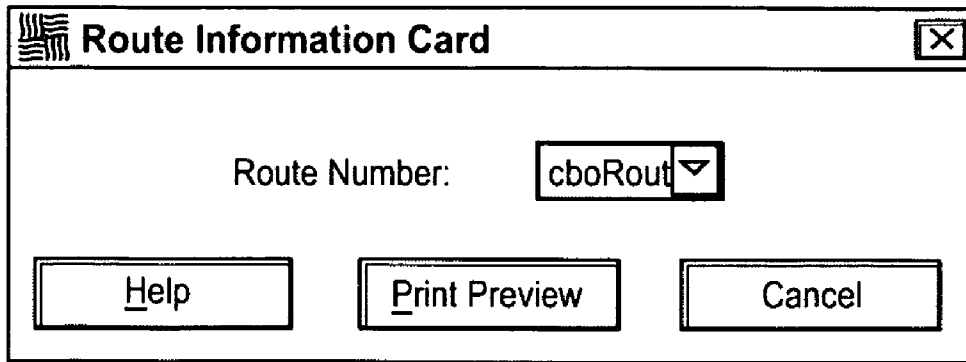 Route Information Card
Route Number: cboRout
Help Print Preview Cancel